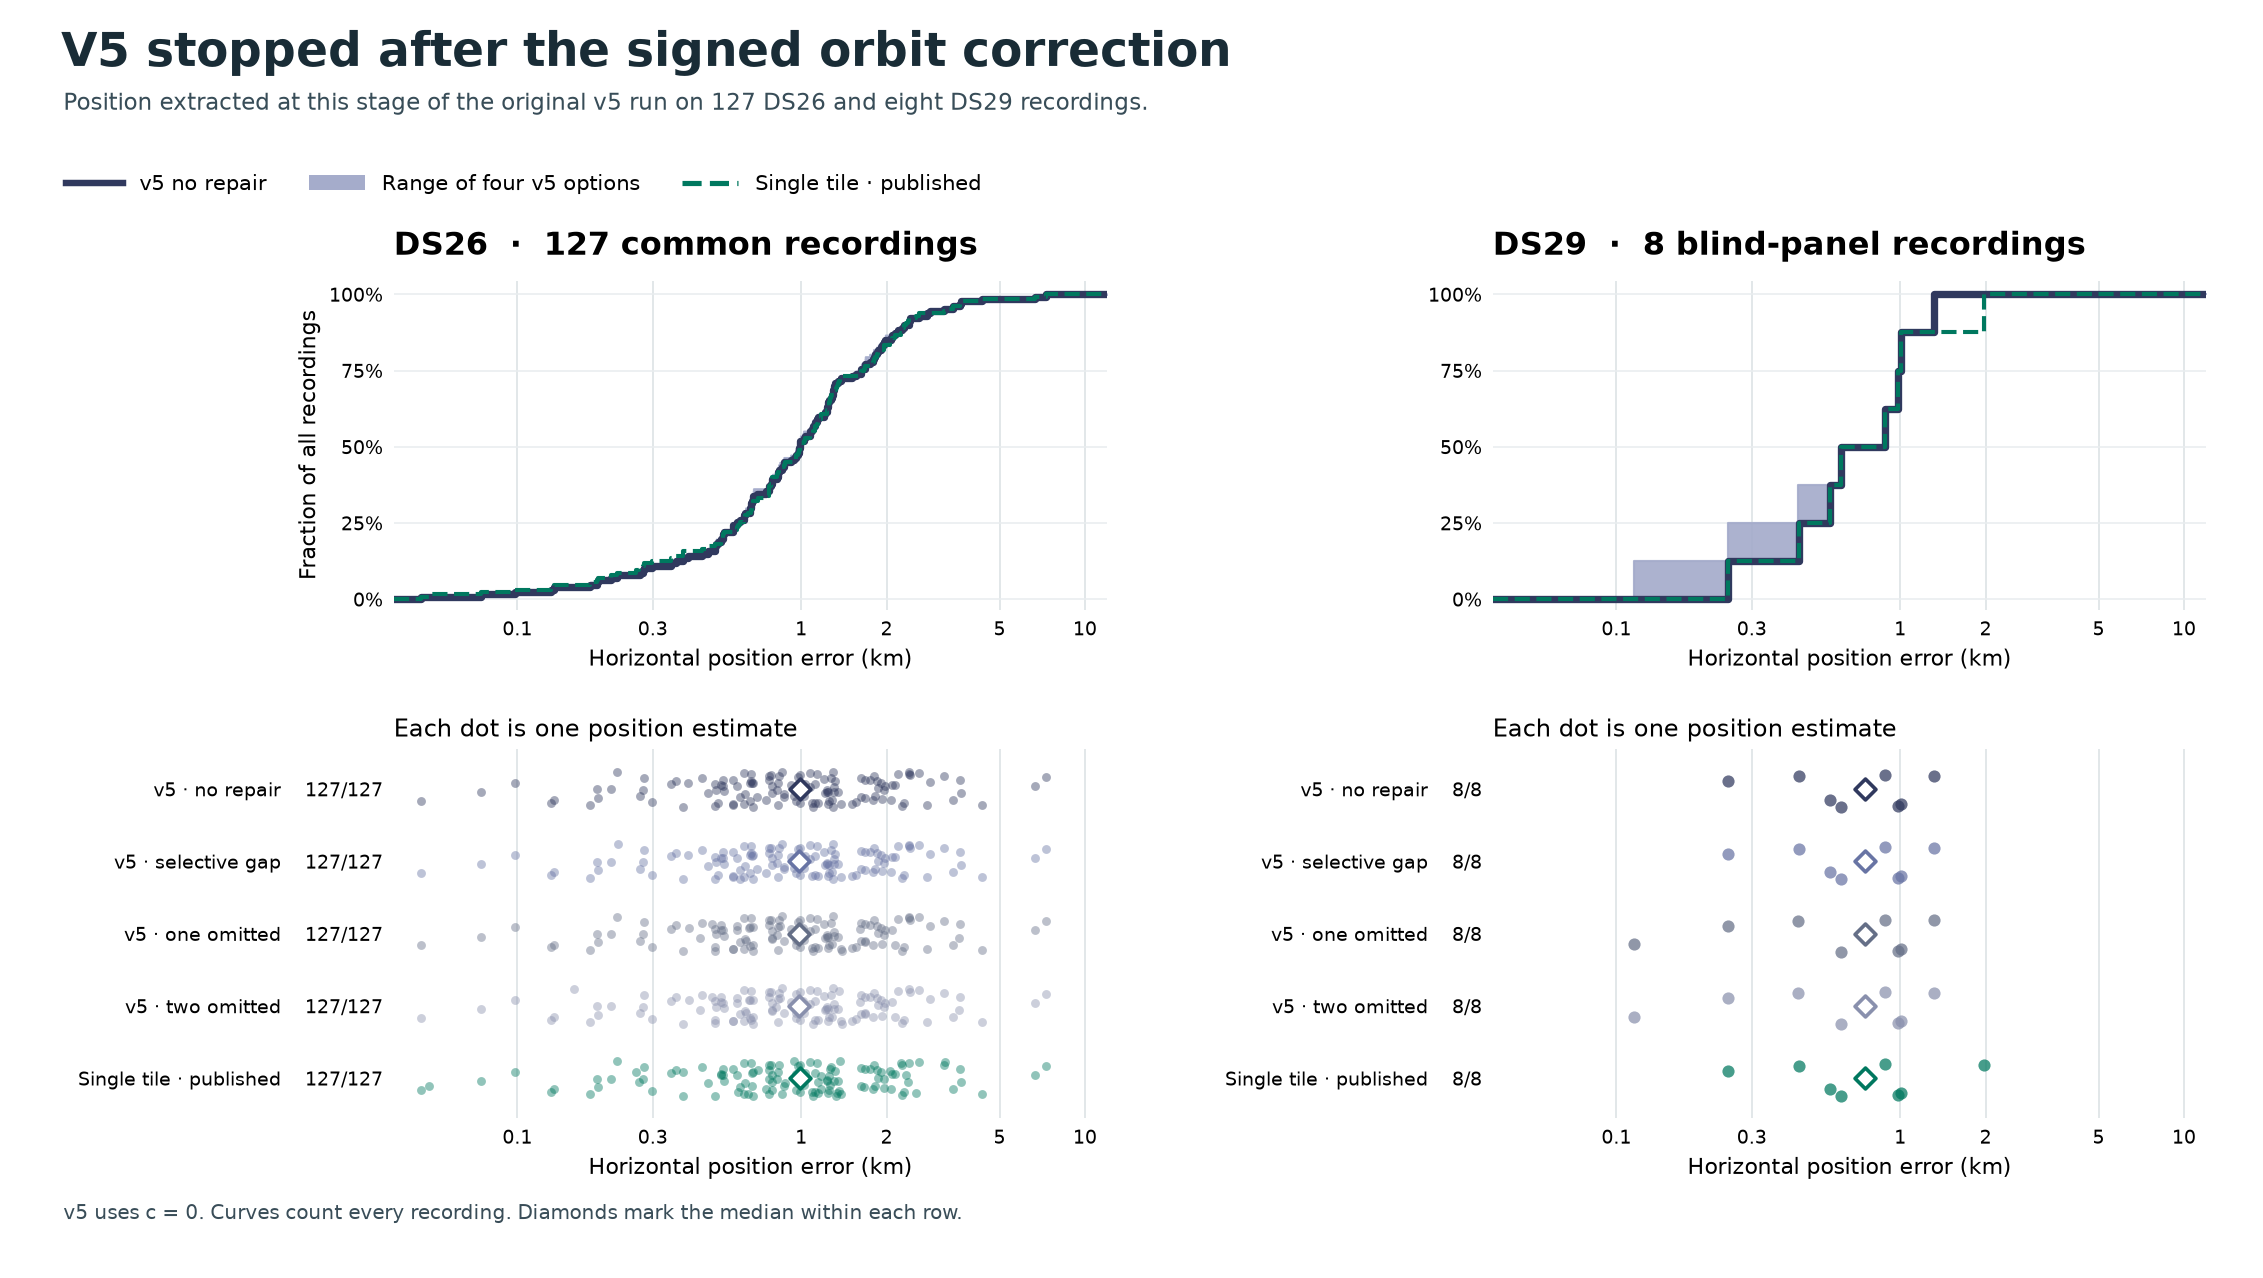 V5 stopped after the signed orbit correction
Position extracted at this stage of the original v5 run on 127 DS26 and eight DS29 recordings.
v5 no repair
Range of four v5 options
Single tile · published
DS26 · 127 common recordings
100%
75%
50%
25%
0%
Fraction of all recordings
0.1 0.3 1 2 5 10
Horizontal position error (km)
DS29 · 8 blind-panel recordings
100%
75%
50%
25%
0%
0.1 0.3 1 2 5 10
Horizontal position error (km)
Each dot is one position estimate
v5 · no repair 127/127
v5 · selective gap 127/127
v5 · one omitted 127/127
v5 · two omitted 127/127
Single tile · published 127/127
0.1 0.3 1 2 5 10
Horizontal position error (km)
Each dot is one position estimate
v5 · no repair 8/8
v5 · selective gap 8/8
v5 · one omitted 8/8
v5 · two omitted 8/8
Single tile · published 8/8
0.1 0.3 1 2 5 10
Horizontal position error (km)
v5 uses c = 0. Curves count every recording. Diamonds mark the median within each row.